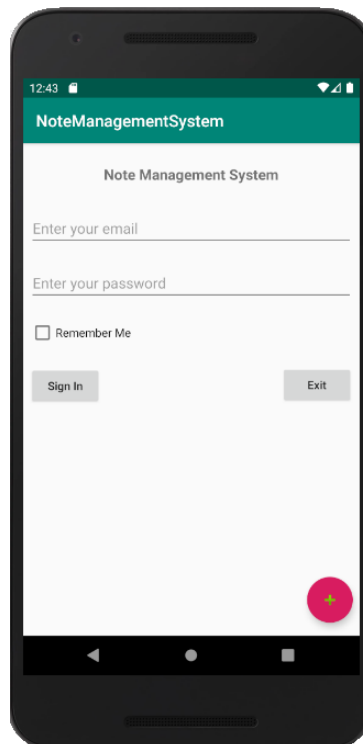 12:43
NoteManagementSystem
Note Management System
Enter your email
Enter your password
Remember Me
Sign In Exit
+